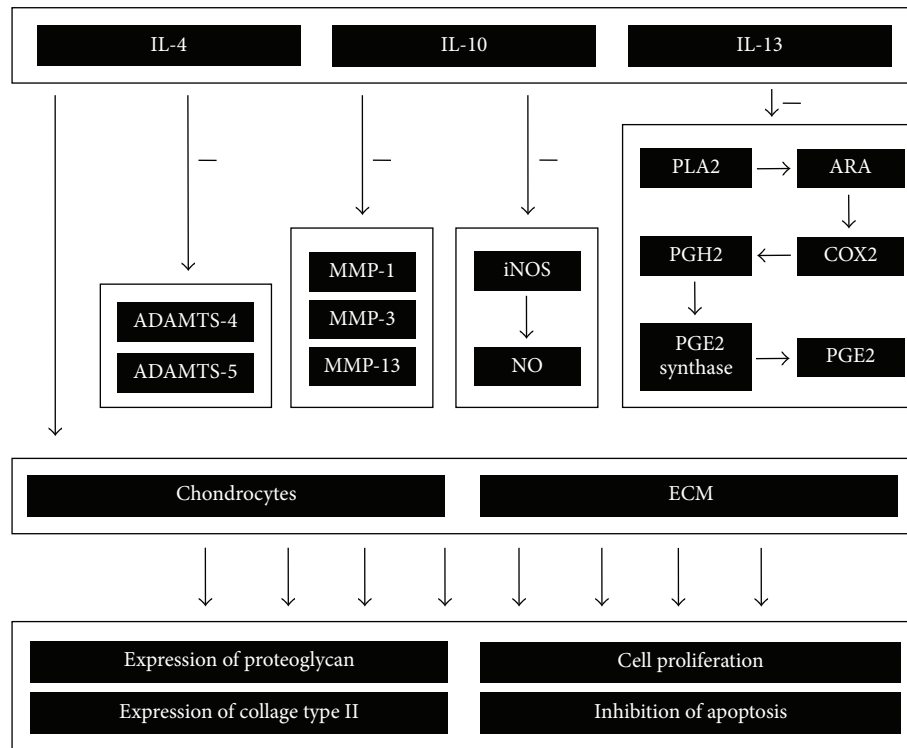 IL-4
IL-10
IL-13
–
–
–
–
PLA2
ARA
PGH2
COX2
PGE2
synthase
PGE2
iNOS
NO
MMP-1
MMP-3
MMP-13
ADAMTS-4
ADAMTS-5
Chondrocytes
ECM
Expression of proteoglycan
Cell proliferation
Expression of collage type II
Inhibition of apoptosis